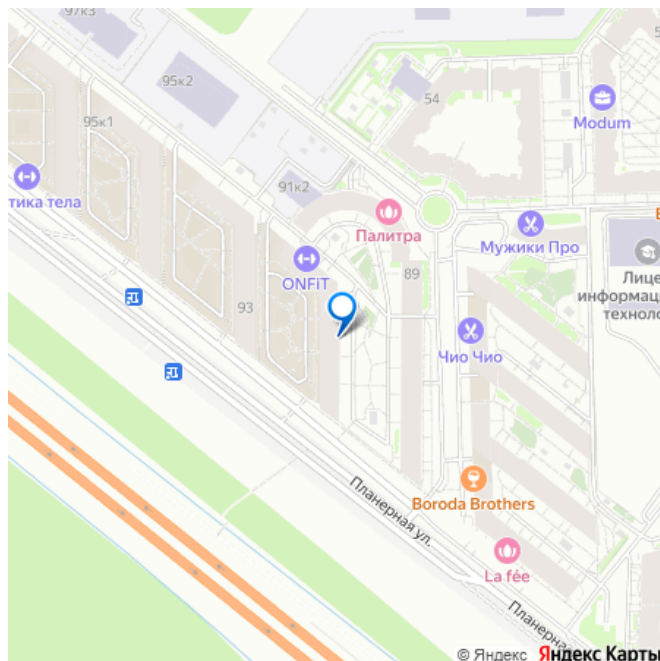 97к3
95к2
54
Modum
95к1
91к2
тика тела
Палитра
Мужики Про
ONFiT
89
Лице
информац
техноло
93
Чио Чио
Boroda Brothers
Планерная ул.
La fée
Планерная
© Яндекс Яндекс Карты